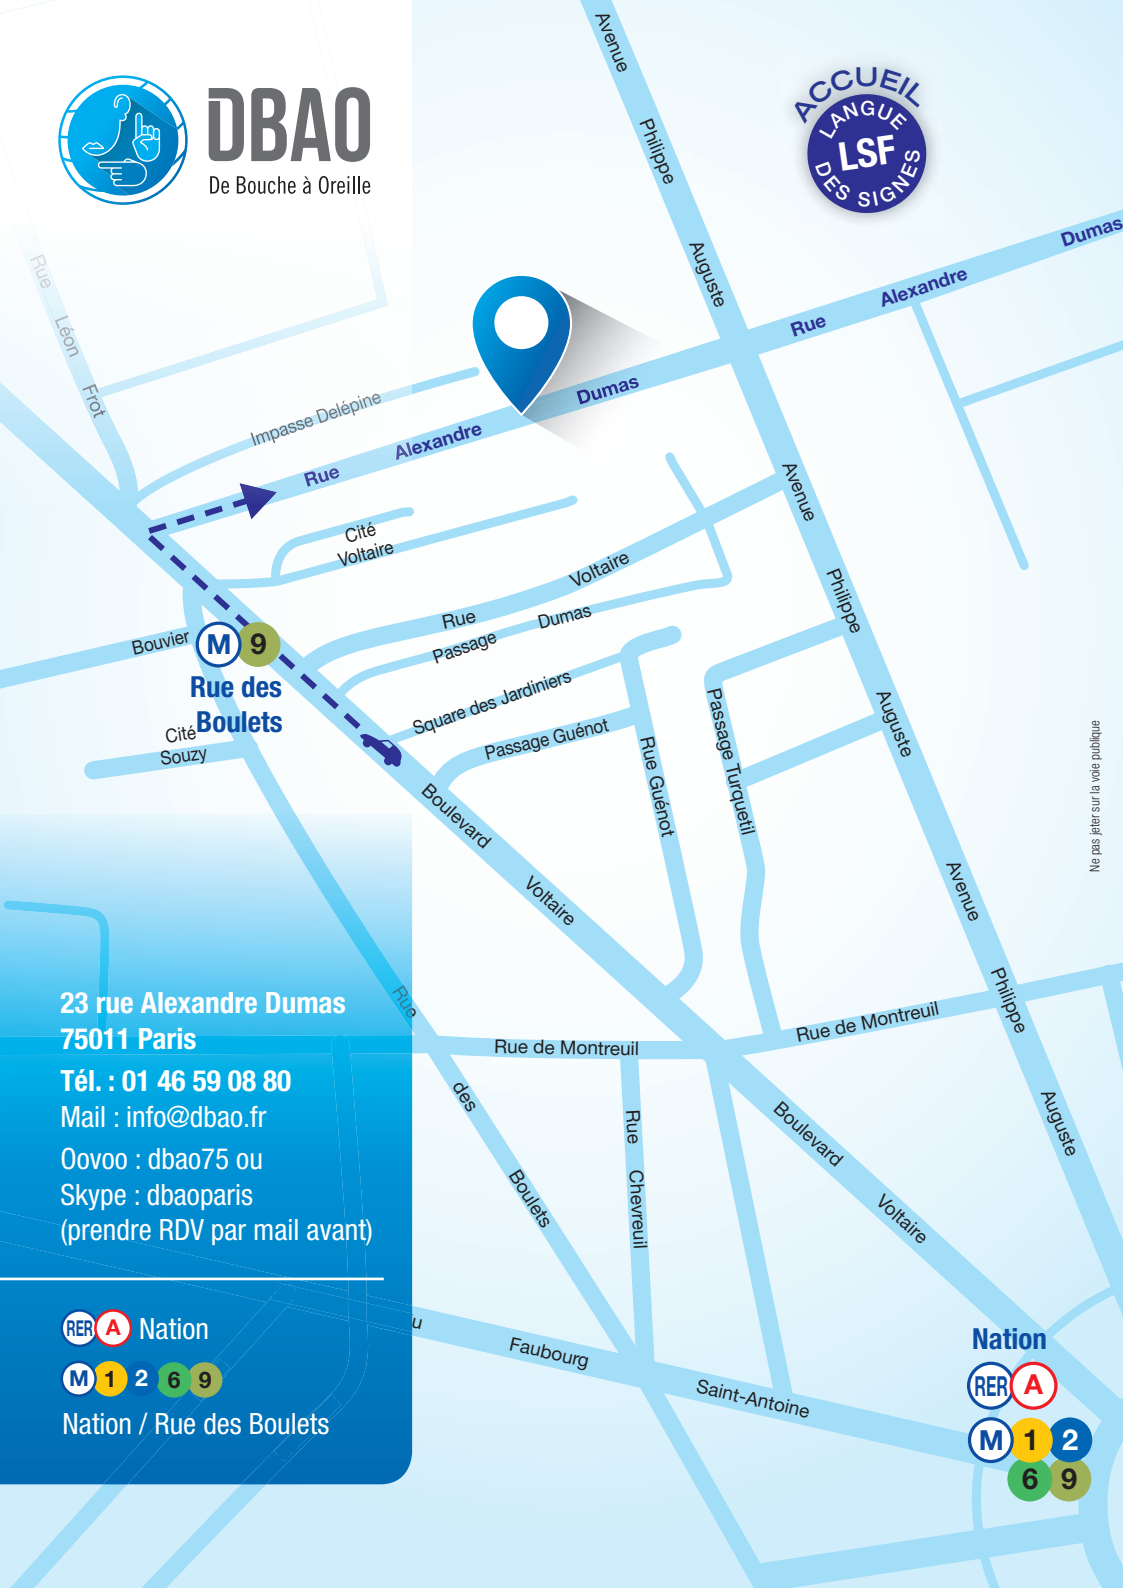 DBAO
De Bouche à Oreille
ACCUEIL
LANGUE
LSF
DES SIGNES
Avenue
Philippe
Auguste
Rue
Alexandre
Dumas
Rue
Léon
Frot
Impasse Delépine
Rue
Alexandre
Dumas
Cité
Voltaire
Avenue
Philippe
Auguste
Rue
Voltaire
Passage
Dumas
Bouvier
M 9
Rue des
Boulets
Cité
Souzy
Square des Jardiniers
Passage Guénot
Rue Guénot
Passage Turquetil
Boulevard
Voltaire
Avenue
Philippe
Auguste
Ne pas jeter sur la voie publique
Rue
des
Boulets
Rue de Montreuil
Rue de Montreuil
Rue
Chevreuil
Boulevard
Voltaire
u
Faubourg
Saint-Antoine
23 rue Alexandre Dumas
75011 Paris
Tél. : 01 46 59 08 80
Mail : info@dbao.fr
Oovoo : dbao75 ou
Skype : dbaoparis
(prendre RDV par mail avant)
RER A Nation
M 1 2 6 9
Nation / Rue des Boulets
Nation
RER A
M 1 2
6 9